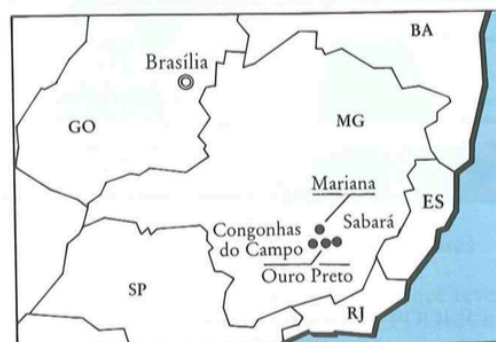 BA
Brasília
GO
MG
Mariana
ES
Sabará
Congonhas
do Campo
Ouro Preto
SP
RJ